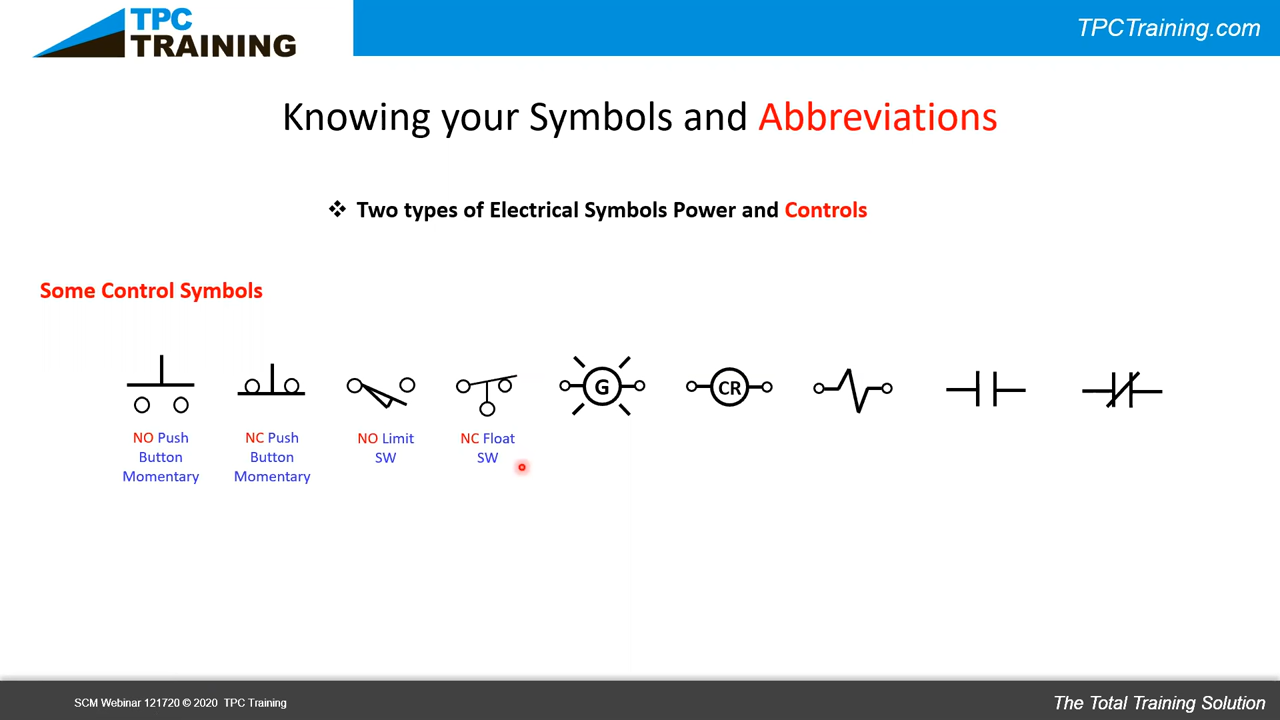 TPC
TRAINING
TPCTraining.com
Knowing your Symbols and Abbreviations
❖ Two types of Electrical Symbols Power and Controls
Some Control Symbols
G
CR
NO Push
Button
Momentary
NC Push
Button
Momentary
NO Limit
SW
NC Float
SW
SCM Webinar 121720 © 2020 TPC Training
The Total Training Solution